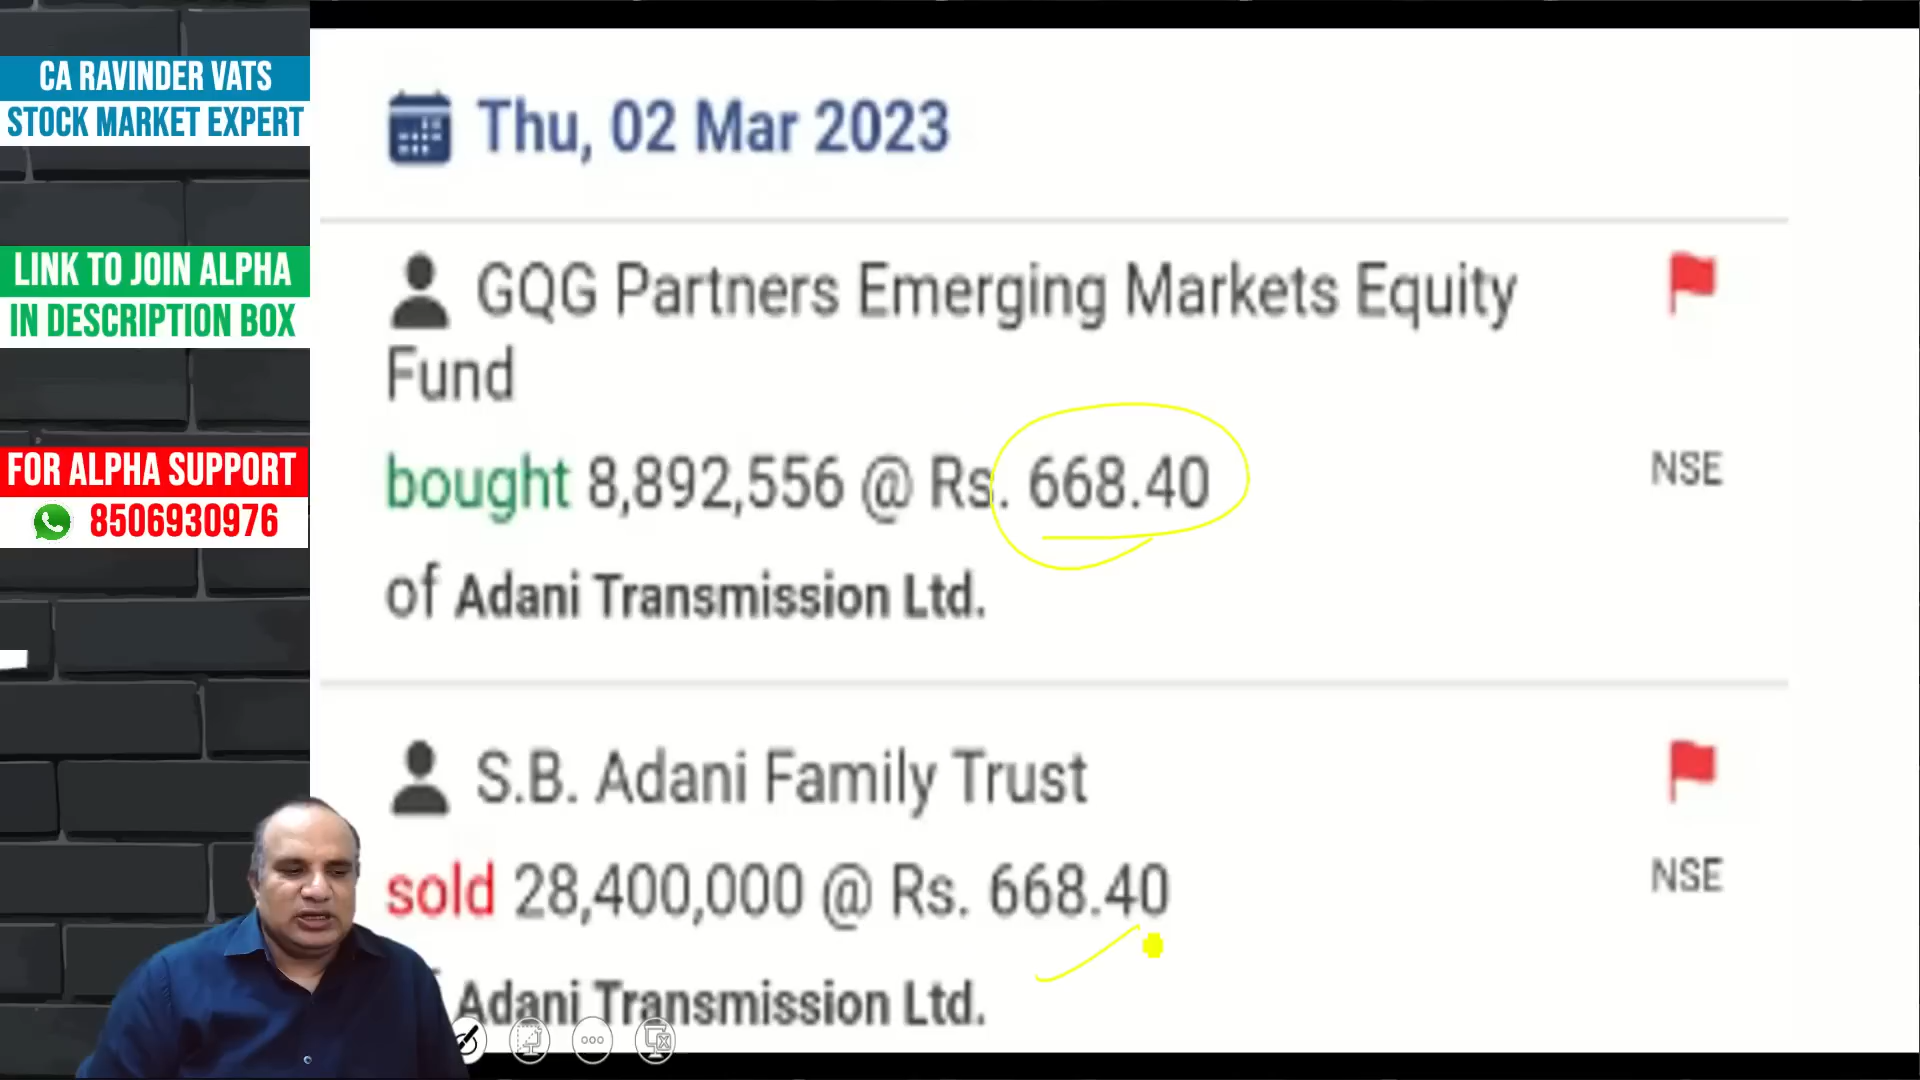 CA RAVINDER VATS
STOCK MARKET EXPERT
LINK TO JOIN ALPHA
IN DESCRIPTION BOX
FOR ALPHA SUPPORT
8506930976
Thu, 02 Mar 2023
GQG Partners Emerging Markets Equity
Fund
bought 8,892,556 @ Rs. 668.40
NSE
of Adani Transmission Ltd.
S.B. Adani Family Trust
sold 28,400,000 @ Rs. 668.40
NSE
Adani Transmission Ltd.